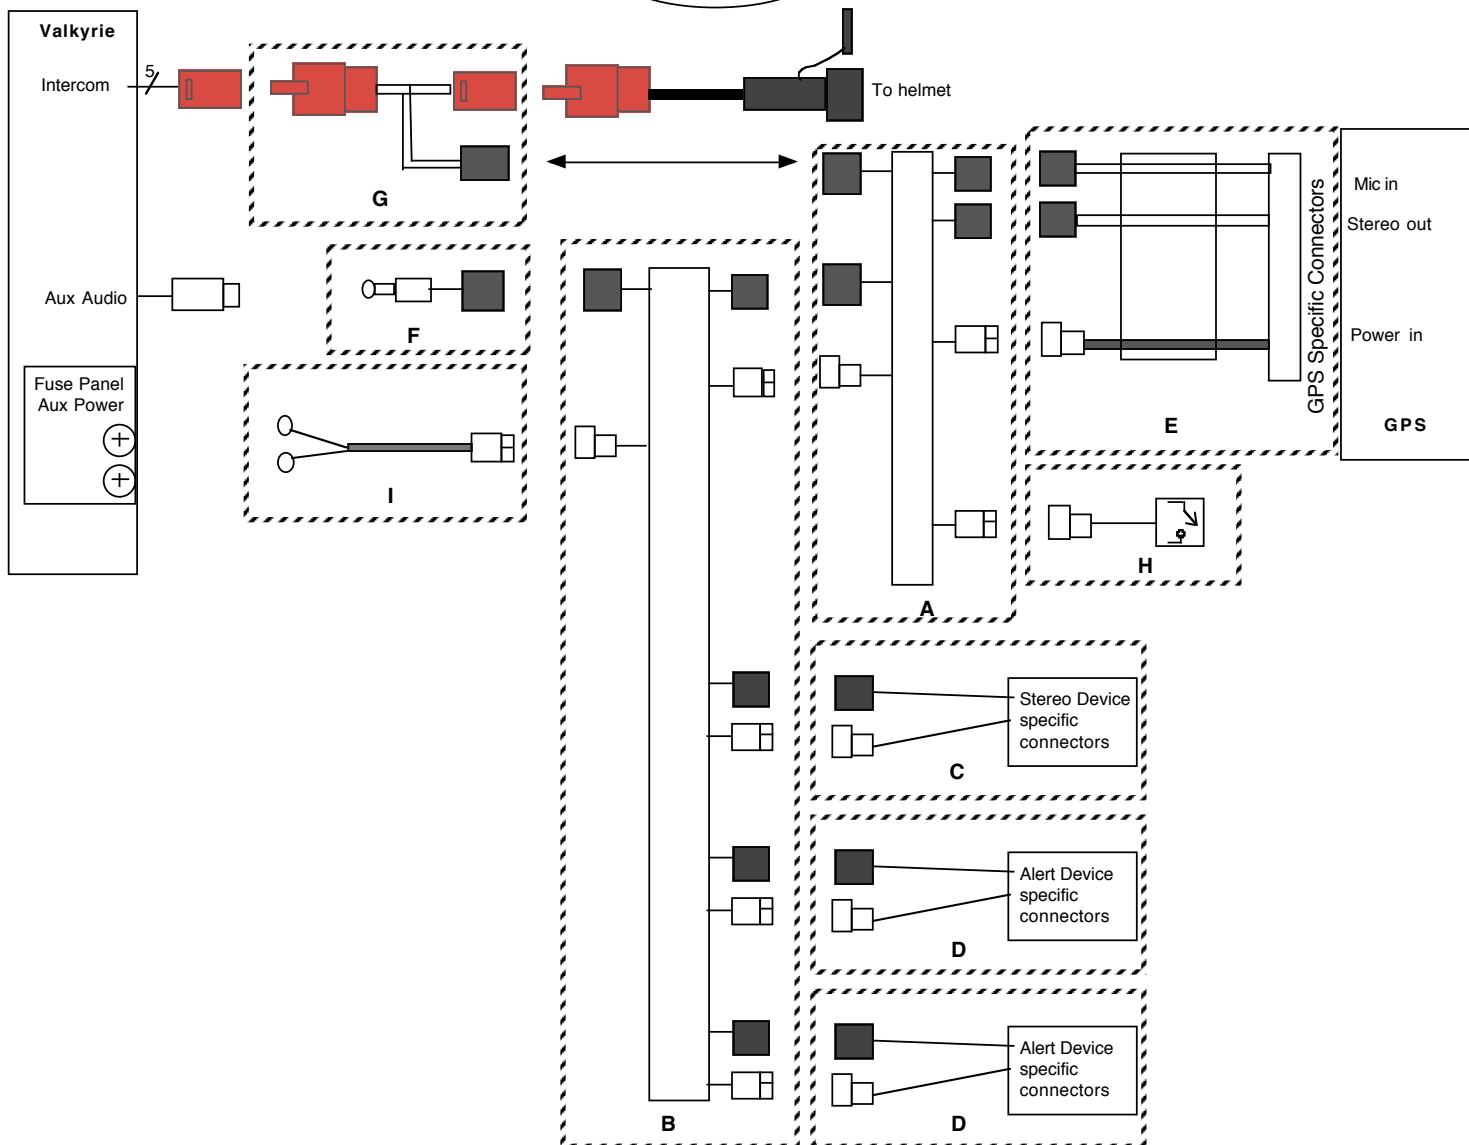 Valkyrie
Intercom
5
To helmet
G
Mic in
Stereo out
GPS Specific Connectors
Aux Audio
F
Power in
Fuse Panel
Aux Power
E
GPS
I
H
A
Stereo Device
specific
connectors
C
Alert Device
specific
connectors
D
Alert Device
specific
connectors
B
D